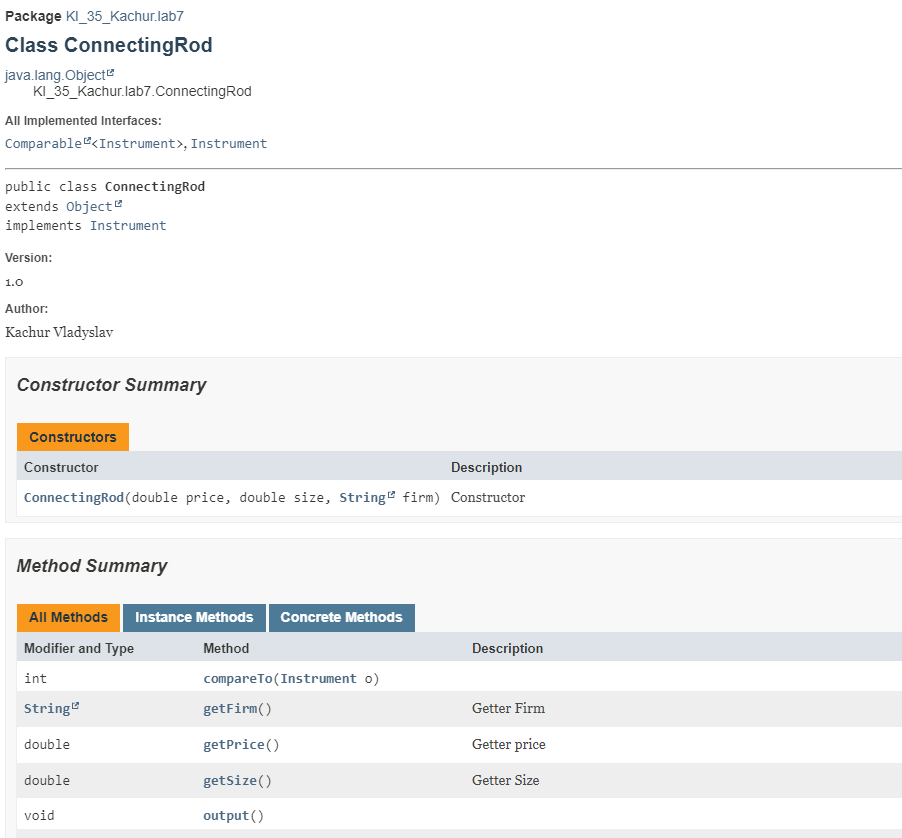 Package KI_35_Kachur.lab7
Class ConnectingRod
java.lang.Object
KI_35_Kachur.lab7.ConnectingRod
All Implemented Interfaces:
Comparable<Instrument>, Instrument
public class ConnectingRod
extends Object
implements Instrument
Version:
1.0
Author:
Kachur Vladyslav
Constructor Summary
Constructors
Constructor Description
ConnectingRod(double price, double size, String firm) Constructor
Method Summary
All Methods Instance Methods Concrete Methods
Modifier and Type Method Description
int compareTo(Instrument o)
String getFirm() Getter Firm
double getPrice() Getter price
double getSize() Getter Size
void output()